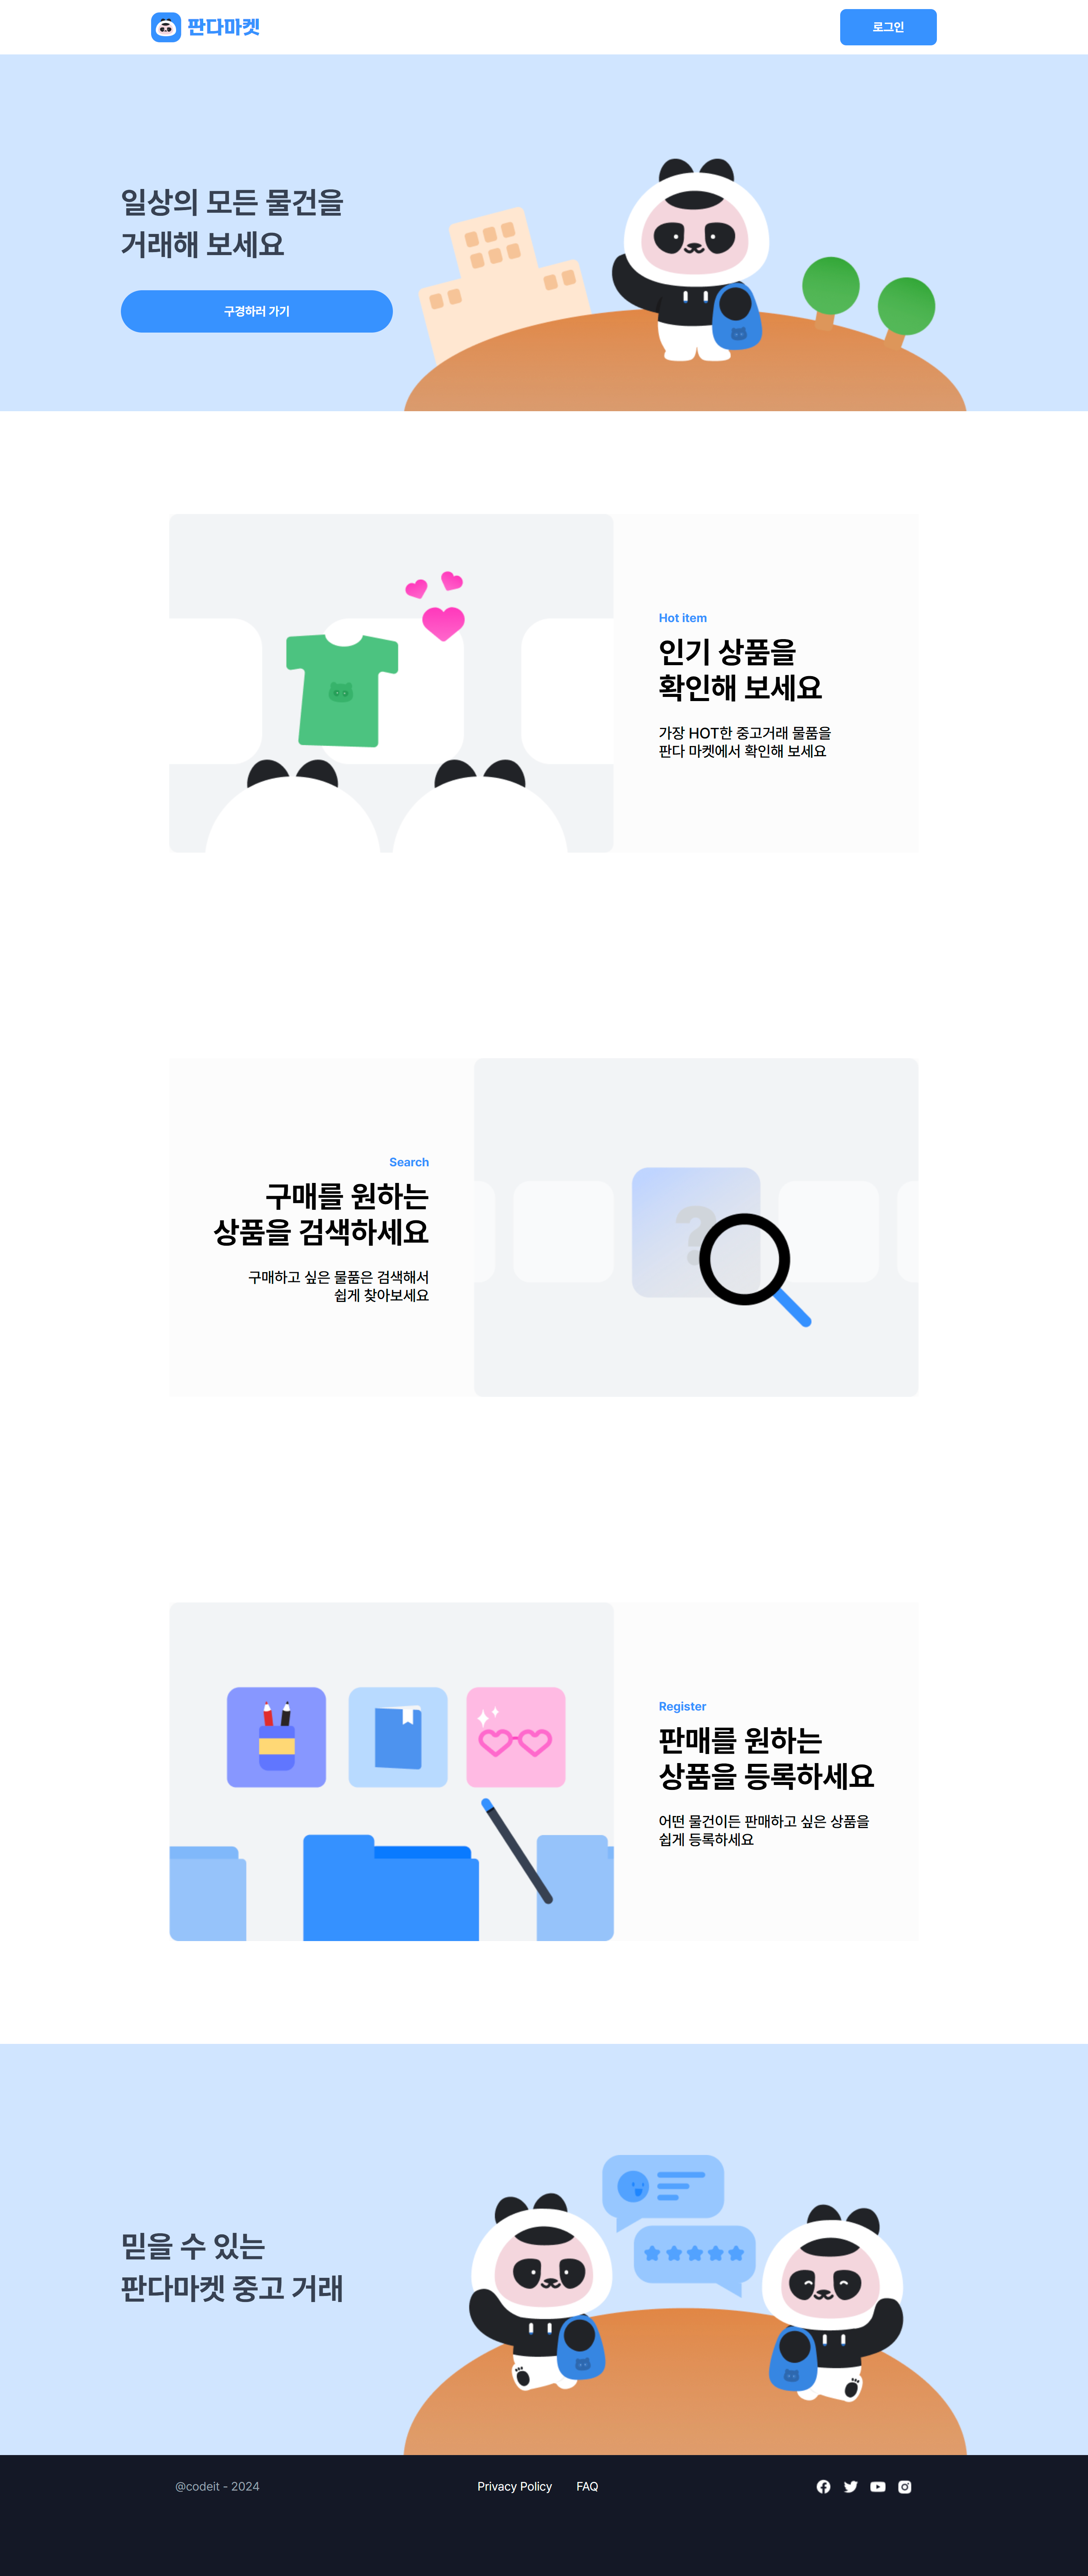 판다마켓
로그인
일상의 모든 물건을
거래해 보세요
구경하러 가기
Hot item
인기 상품을
확인해 보세요
가장 HOT한 중고거래 물품을
판다 마켓에서 확인해 보세요
Search
구매를 원하는
상품을 검색하세요
구매하고 싶은 물품은 검색해서
쉽게 찾아보세요
?
Register
판매를 원하는
상품을 등록하세요
어떤 물건이든 판매하고 싶은 상품을
쉽게 등록하세요
믿을 수 있는
판다마켓 중고 거래
@codeit - 2024
Privacy Policy
FAQ